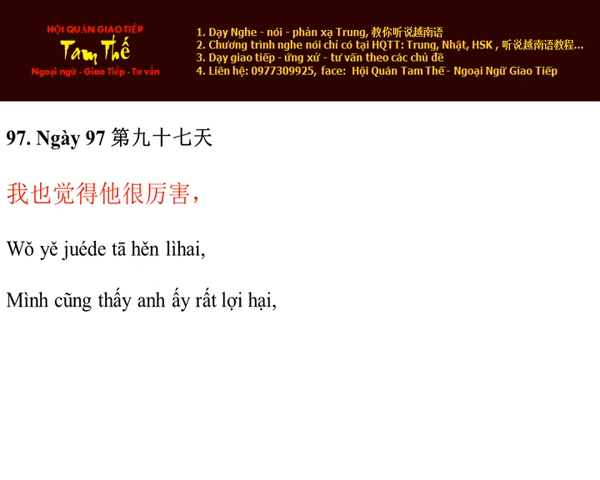 HỘI QUÁN GIAO TIẾP
Tam Thế
Ngoại ngữ - Giao Tiếp - Tư vấn
1. Dạy Nghe - nói - phản xạ Trung, 教你听说越南语
2. Chương trình nghe nói chỉ có tại HQTT: Trung, Nhật, HSK , 听说越南语教程...
3. Dạy giao tiếp - ứng xử - tư vấn theo các chủ đề
4. Liên hệ: 0977309925, face: Hội Quán Tam Thế - Ngoại Ngữ Giao Tiếp
97. Ngày 97 第九十七天
我也觉得他很厉害，
Wǒ yě juéde tā hěn lìhai,
Mình cũng thấy anh ấy rất lợi hại,